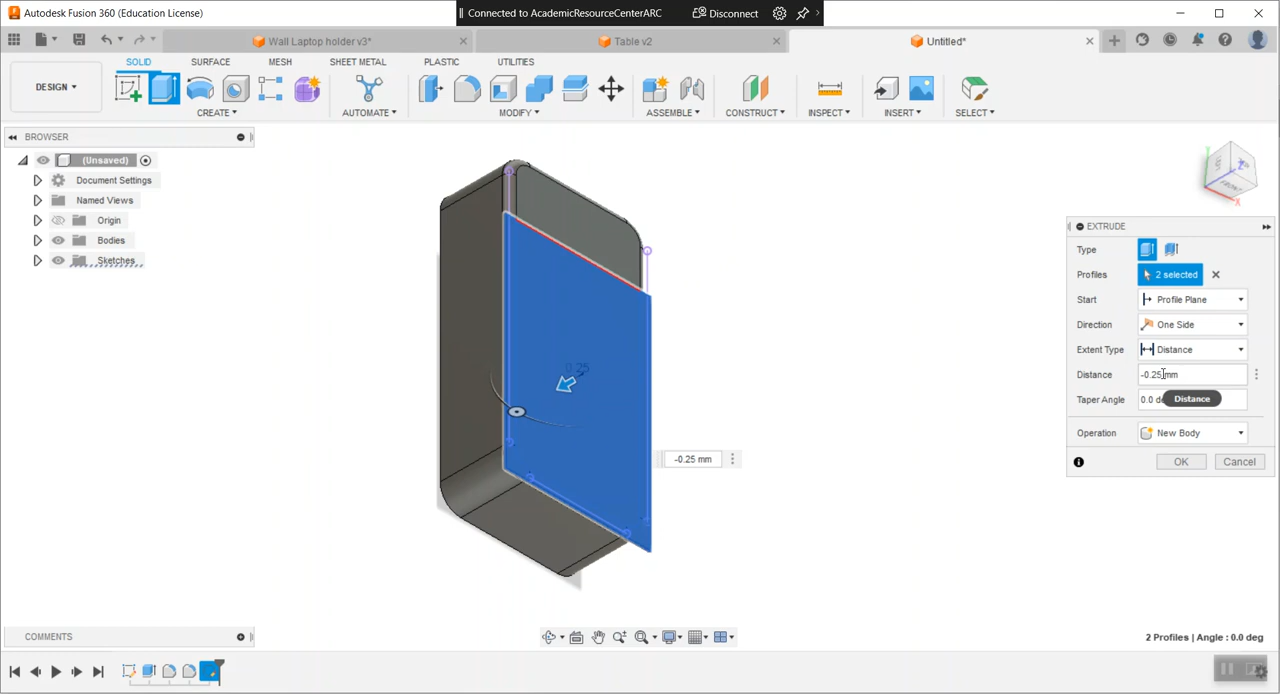 Autodesk Fusion 360 (Education License)
Connected to AcademicResourceCenterARC
Disconnect
Wall Laptop holder v3*
Table v2
Untitled*
SOLID
SURFACE
MESH
SHEET METAL
PLASTIC
UTILITIES
DESIGN
CREATE
AUTOMATE
MODIFY
ASSEMBLE
CONSTRUCT
INSPECT
INSERT
SELECT
BROWSER
(Unsaved)
Document Settings
Named Views
Origin
Bodies
Sketches
0.25
-0.25 mm
FRONT
Z
X
EXTRUDE
Type
Profiles
2 selected
Start
Profile Plane
Direction
One Side
Extent Type
Distance
Distance
-0.25 mm
Taper Angle
0.0 de
Distance
Operation
New Body
OK
Cancel
COMMENTS
2 Profiles | Angle : 0.0 deg